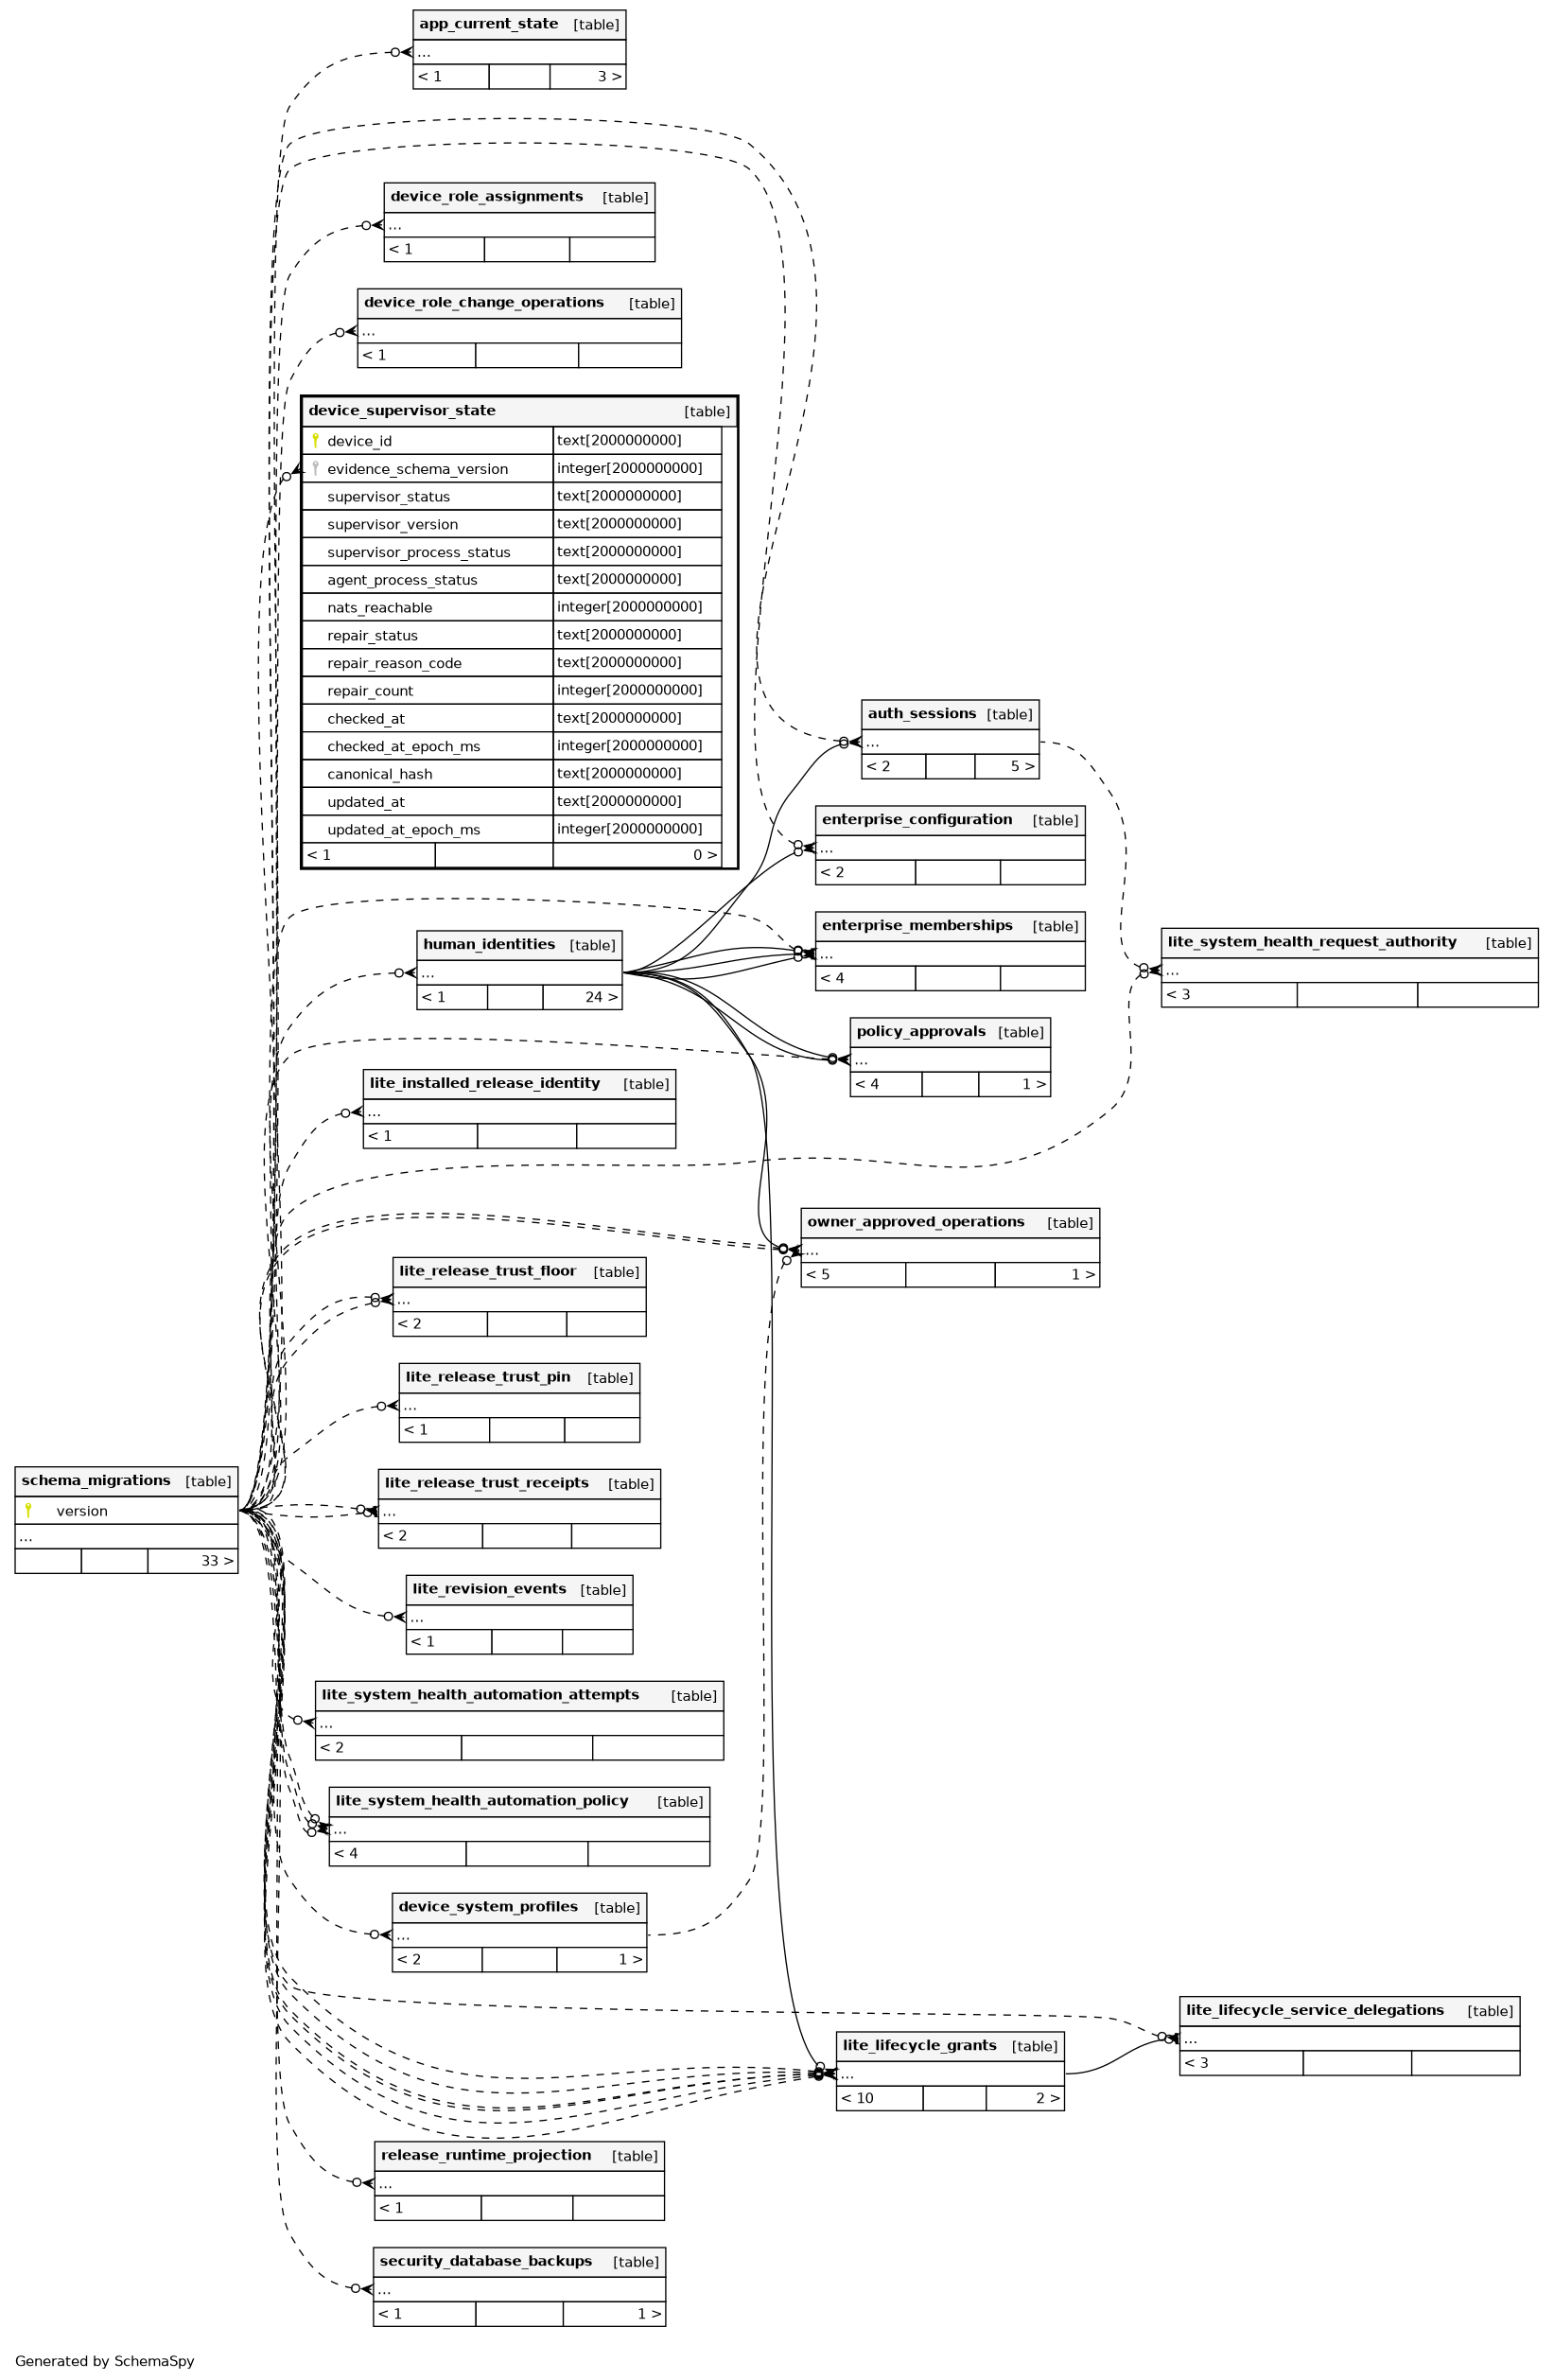 app_current_state [table]
...
< 1 3 >
device_role_assignments [table]
...
< 1
device_role_change_operations [table]
...
< 1
device_supervisor_state [table]
device_id text[2000000000]
evidence_schema_version integer[2000000000]
supervisor_status text[2000000000]
supervisor_version text[2000000000]
supervisor_process_status text[2000000000]
agent_process_status text[2000000000]
nats_reachable integer[2000000000]
repair_status text[2000000000]
repair_reason_code text[2000000000]
repair_count integer[2000000000]
checked_at text[2000000000]
checked_at_epoch_ms integer[2000000000]
canonical_hash text[2000000000]
updated_at text[2000000000]
updated_at_epoch_ms integer[2000000000]
< 1 0 >
auth_sessions [table]
...
< 2 5 >
enterprise_configuration [table]
...
< 2
enterprise_memberships [table]
...
< 4
human_identities [table]
...
< 1 24 >
lite_system_health_request_authority [table]
...
< 3
policy_approvals [table]
...
< 4 1 >
lite_installed_release_identity [table]
...
< 1
owner_approved_operations [table]
...
< 5 1 >
lite_release_trust_floor [table]
...
< 2
lite_release_trust_pin [table]
...
< 1
schema_migrations [table]
version
...
33 >
lite_release_trust_receipts [table]
...
< 2
lite_revision_events [table]
...
< 1
lite_system_health_automation_attempts [table]
...
< 2
lite_system_health_automation_policy [table]
...
< 4
device_system_profiles [table]
...
< 2 1 >
lite_lifecycle_service_delegations [table]
...
< 3
lite_lifecycle_grants [table]
...
< 10 2 >
release_runtime_projection [table]
...
< 1
security_database_backups [table]
...
< 1 1 >
Generated by SchemaSpy